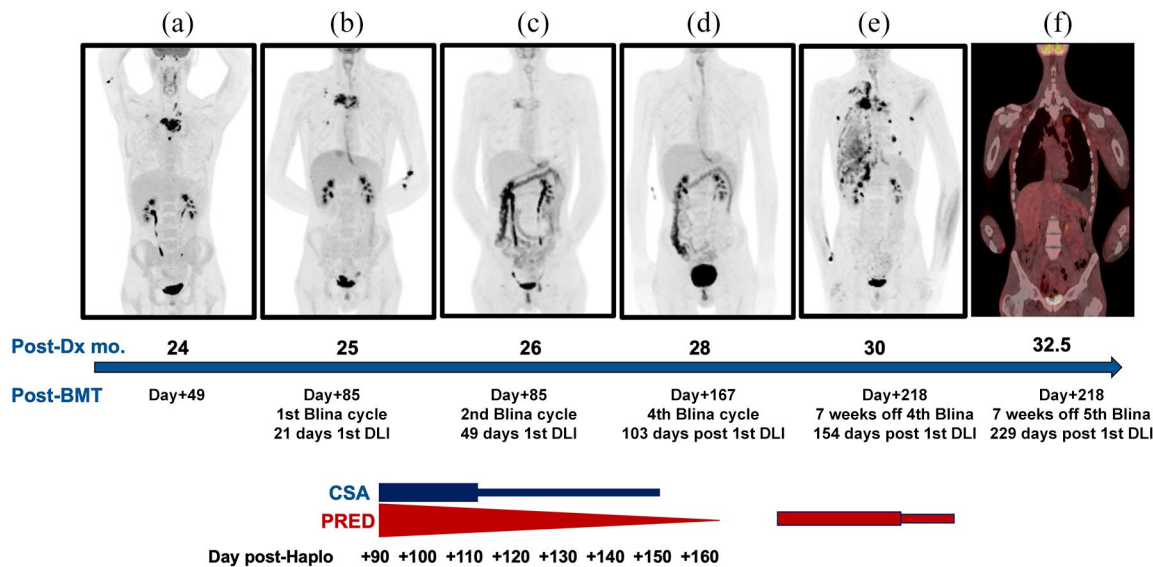 (a) (b) (c) (d) (e) (f)
Post-Dx mo. 24 25 26 28 30 32.5
Post-BMT Day+49 Day+85 Day+85 Day+167 Day+218 Day+218
1st Blina cycle 2nd Blina cycle 4th Blina cycle 7 weeks off 4th Blina 7 weeks off 5th Blina
21 days 1st DLI 49 days 1st DLI 103 days post 1st DLI 154 days post 1st DLI 229 days post 1st DLI
CSA
PRED
Day post-Haplo +90 +100 +110 +120 +130 +140 +150 +160